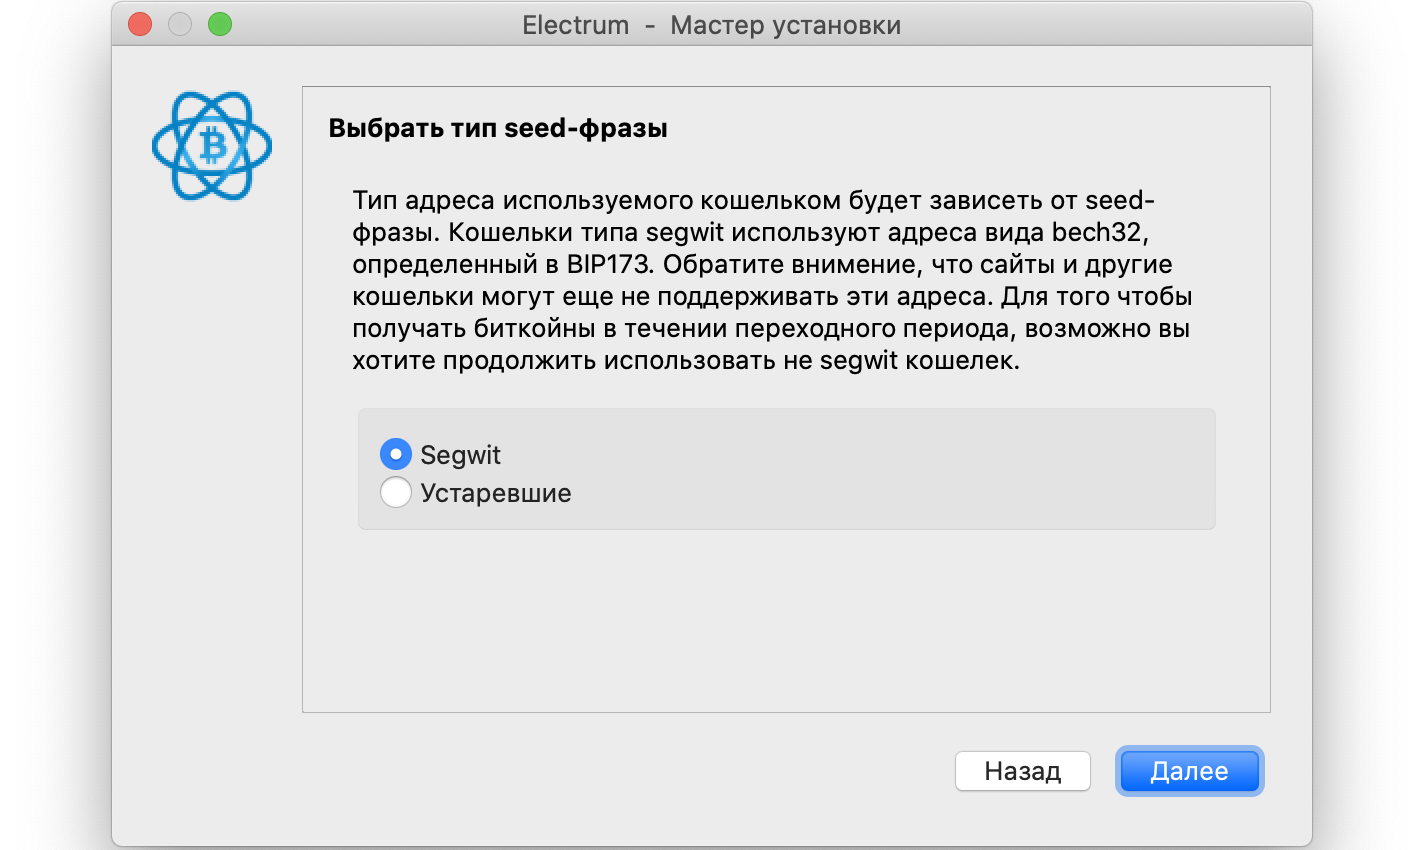 Electrum - Мастер установки
Выбрать тип seed-фразы
Тип адреса используемого кошельком будет зависеть от seed-
фразы. Кошельки типа segwit используют адреса вида bech32,
определенный в BIP173. Обратите внимение, что сайты и другие
кошельки могут еще не поддерживать эти адреса. Для того чтобы
получать биткойны в течении переходного периода, возможно вы
хотите продолжить использовать не segwit кошелек.
Segwit
Устаревшие
Назад
Далее